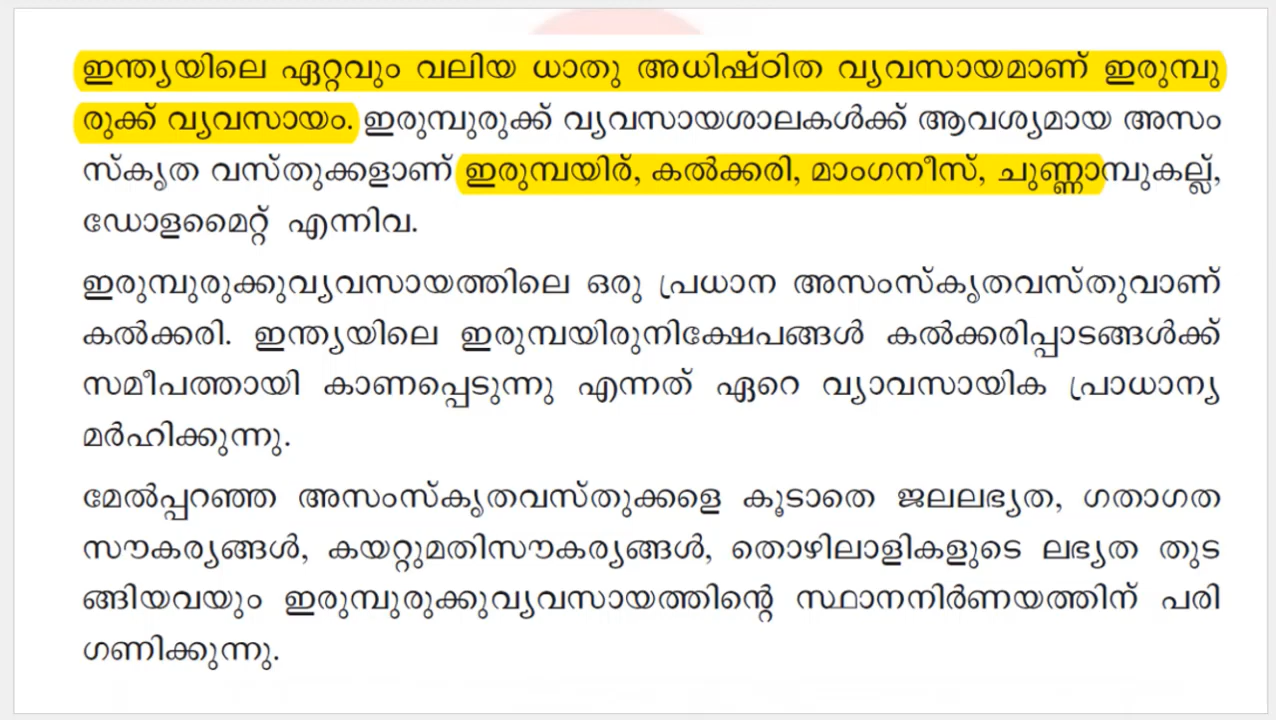 ഇന്ത്യയിലെ ഏറ്റവും വലിയ ധാതു അധിഷ്ഠിത വ്യവസായമാണ് ഇരുമ്പു
രുക്ക് വ്യവസായം. ഇരുമ്പുരുക്ക് വ്യവസായശാലകൾക്ക് ആവശ്യമായ അസം
സ്കൃത വസ്തുക്കളാണ് ഇരുമ്പയിര്, കൽക്കരി, മാംഗനീസ്, ചുണ്ണാമ്പുകല്ല്,
ഡോളമൈറ്റ് എന്നിവ.
ഇരുമ്പുരുക്കുവ്യവസായത്തിലെ ഒരു പ്രധാന അസംസ്കൃതവസ്തുവാണ്
കൽക്കരി. ഇന്ത്യയിലെ ഇരുമ്പയിരുനിക്ഷേപങ്ങൾ കൽക്കരിപ്പാടങ്ങൾക്ക്
സമീപത്തായി കാണപ്പെടുന്നു എന്നത് ഏറെ വ്യാവസായിക പ്രാധാന്യ
മർഹിക്കുന്നു.
മേൽപ്പറഞ്ഞ അസംസ്കൃതവസ്തുക്കളെ കൂടാതെ ജലലഭ്യത, ഗതാഗത
സൗകര്യങ്ങൾ, കയറ്റുമതിസൗകര്യങ്ങൾ, തൊഴിലാളികളുടെ ലഭ്യത തുട
ങ്ങിയവയും ഇരുമ്പുരുക്കുവ്യവസായത്തിന്റെ സ്ഥാനനിർണയത്തിന് പരി
ഗണിക്കുന്നു.